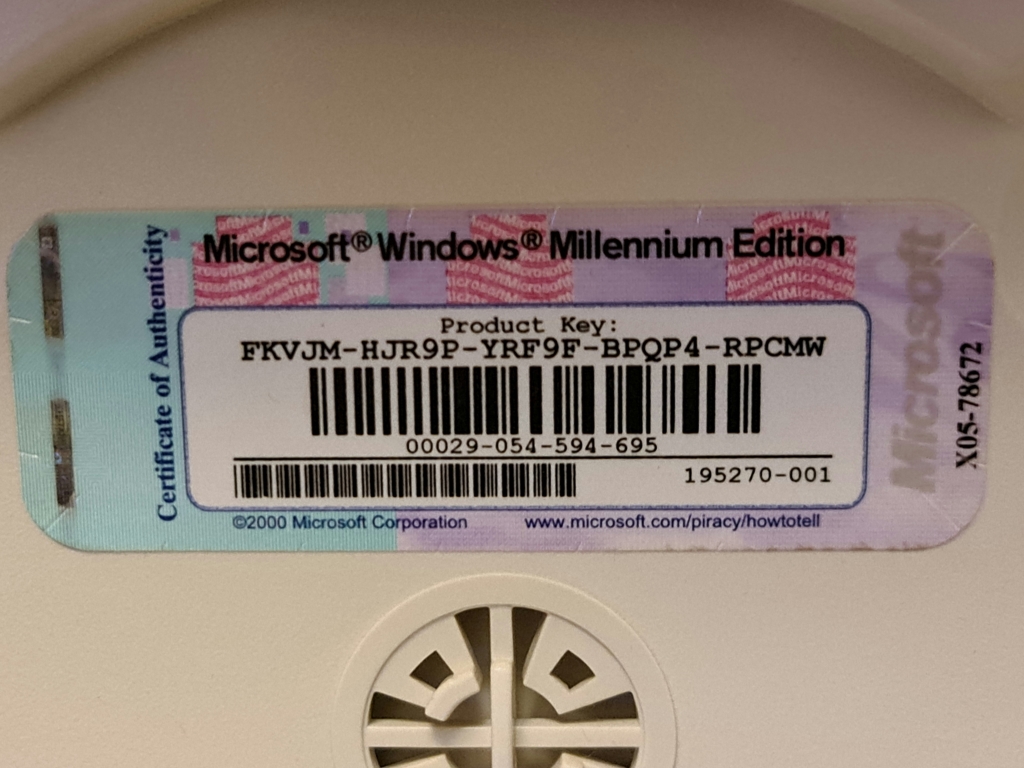 Certificate of Authenticity
Microsoft® Windows® Millennium Edition
Product Key:
FKVJM-HJR9P-YRF9F-BPQP4-RPCMW
00029-054-594-695
195270-001
©2000 Microsoft Corporation
www.microsoft.com/piracy/howtotell
Microsoft
X05-78672